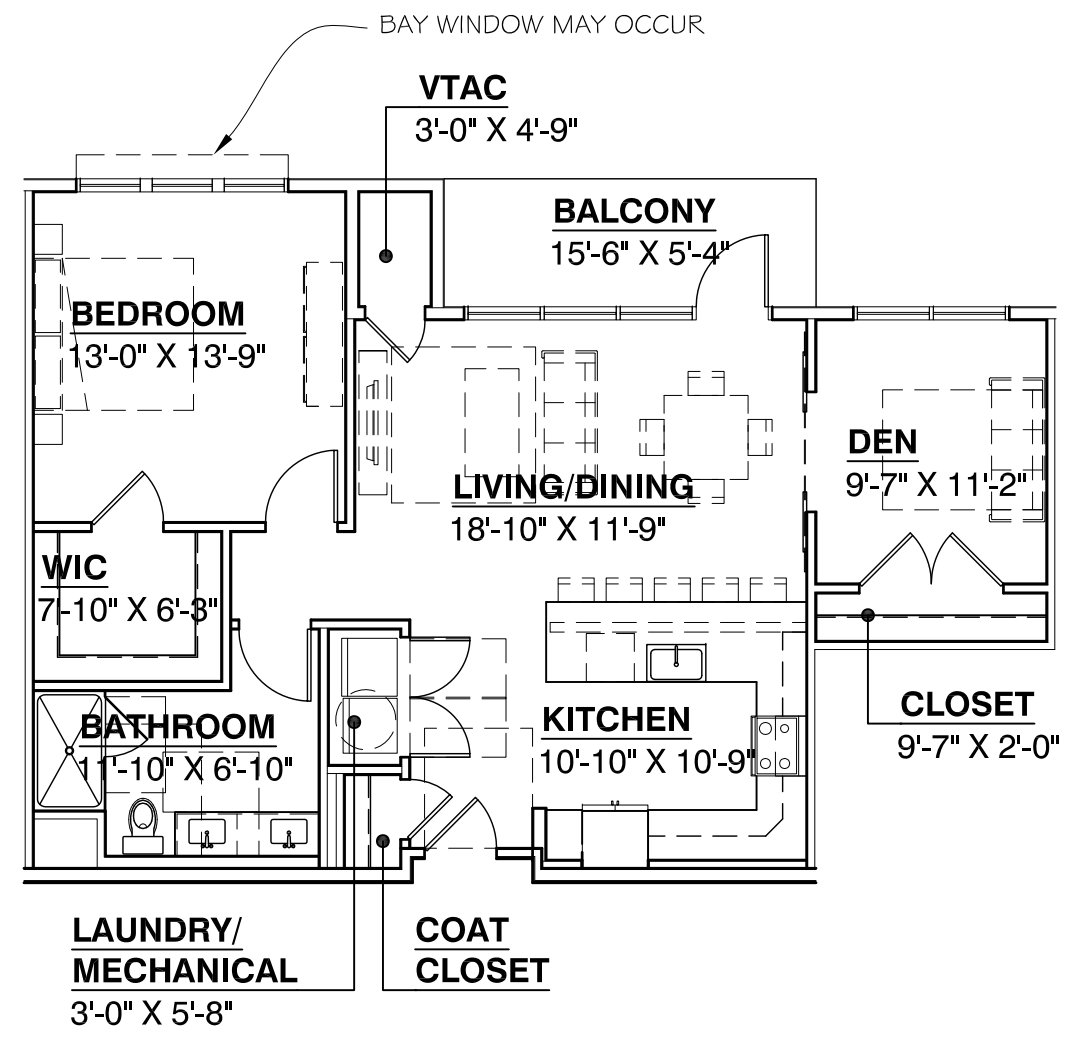 BAY WINDOW MAY OCCUR
VTAC
3'-0" X 4'-9"
BALCONY
15'-6" X 5'-4"
BEDROOM
13'-0" X 13'-9"
DEN
9'-7" X 11'-2"
LIVING/DINING
18'-10" X 11'-9"
WIC
7'-10" X 6'-3"
CLOSET
9'-7" X 2'-0"
KITCHEN
10'-10" X 10'-9"
BATHROOM
11'-10" X 6'-10"
LAUNDRY/
MECHANICAL
3'-0" X 5'-8"
COAT
CLOSET